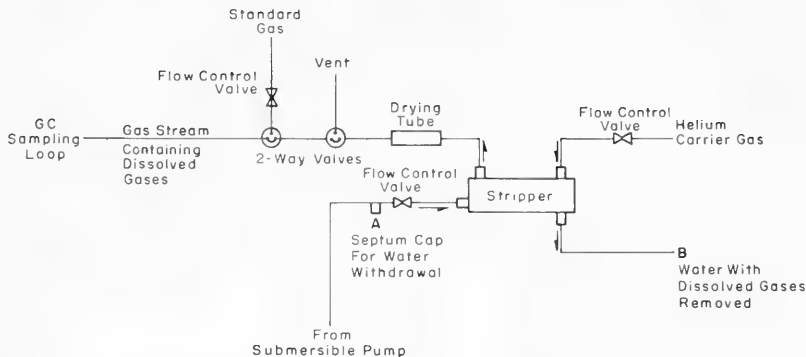 Standard
Gas
Flow Control
Valve
Vent
Drying
Tube
Flow Control
Valve
Helium
Carrier Gas
GC
Sampling
Loop
Gas Stream
Containing
Dissolved
Gases
2-Way Valves
Flow Control
Valve
Stripper
A
Septum Cap
For Water
Withdrawal
B
Water With
Dissolved Gases
Removed
From
Submersible Pump